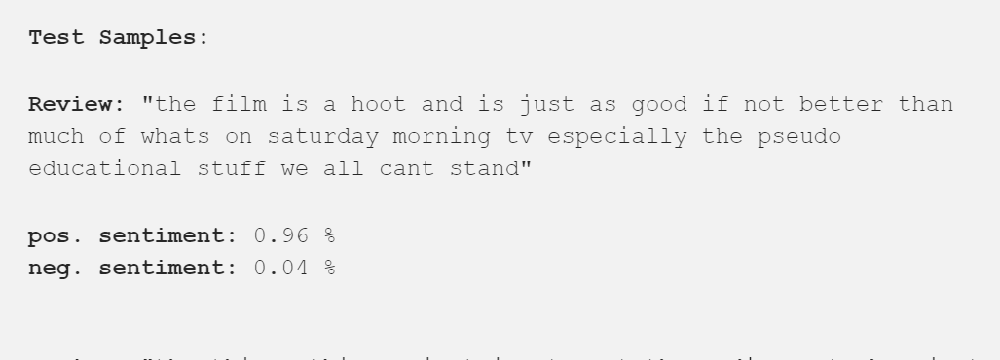 Test Samples:
Review: "the film is a hoot and is just as good if not better than
much of whats on saturday morning tv especially the pseudo
educational stuff we all cant stand"
pos. sentiment: 0.96 %
neg. sentiment: 0.04 %